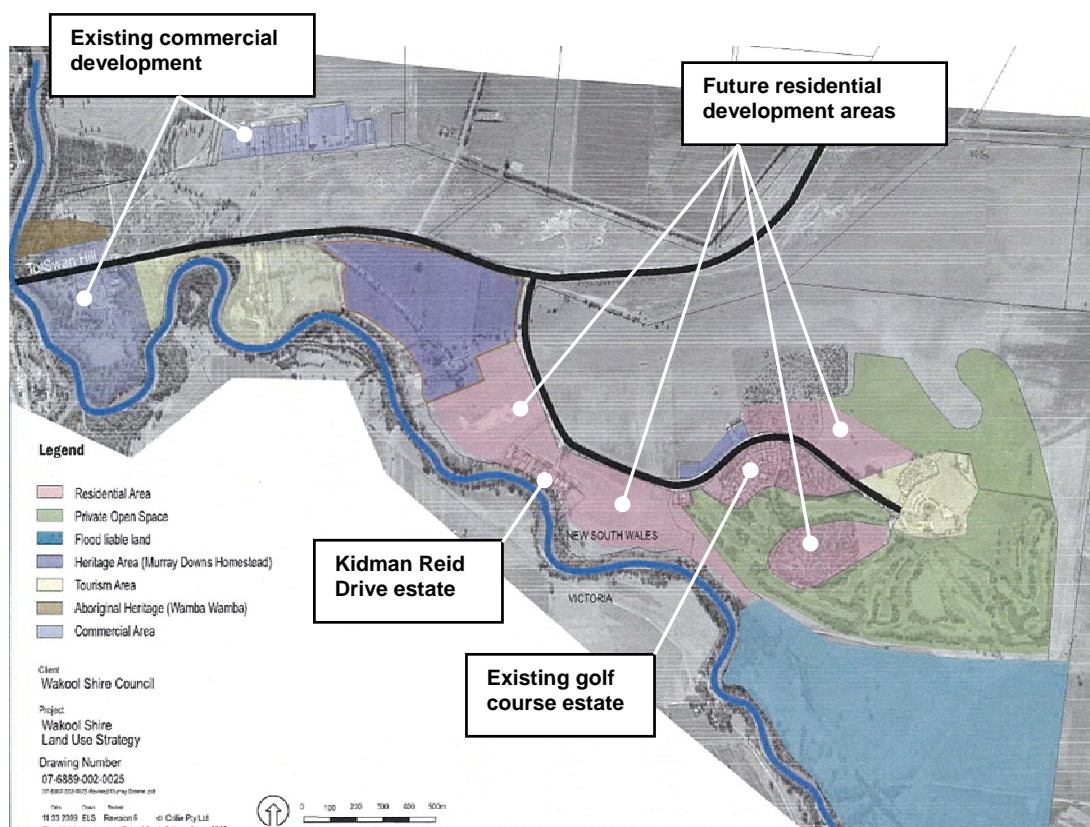 Existing commercial
development
Future residential
development areas
To Swan Hill
Legend
Residential Area
Private Open Space
Flood liable land
Heritage Area (Murray Downs Homestead)
Tourism Area
Aboriginal Heritage (Wamba Wamba)
Commercial Area
NEW SOUTH WALES
VICTORIA
Kidman Reid
Drive estate
Existing golf
course estate
Client
Wakool Shire Council
Project
Wakool Shire
Land Use Strategy
Drawing Number
07-6889-002-0025
0 100 200 300 400 500m